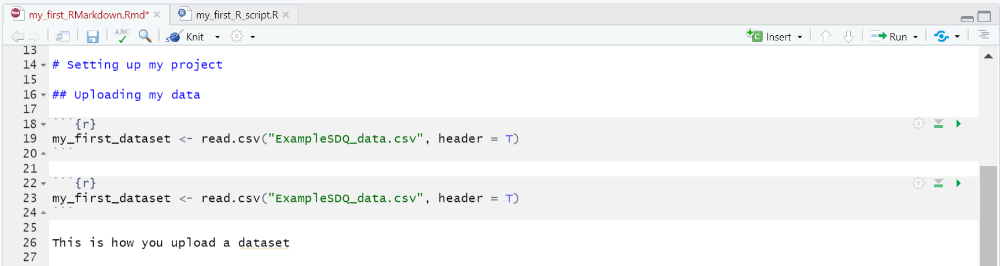 my_first_RMarkdown.Rmd* my_first_R_script.R
ABC Knit Insert Run
13
14 # Setting up my project
15
16 ## Uploading my data
17
18 ```{r}
19 my_first_dataset <- read.csv("ExampleSDQ_data.csv", header = T)
20 ```
21
22 ```{r}
23 my_first_dataset <- read.csv("ExampleSDQ_data.csv", header = T)
24 ```
25
26 This is how you upload a dataset
27